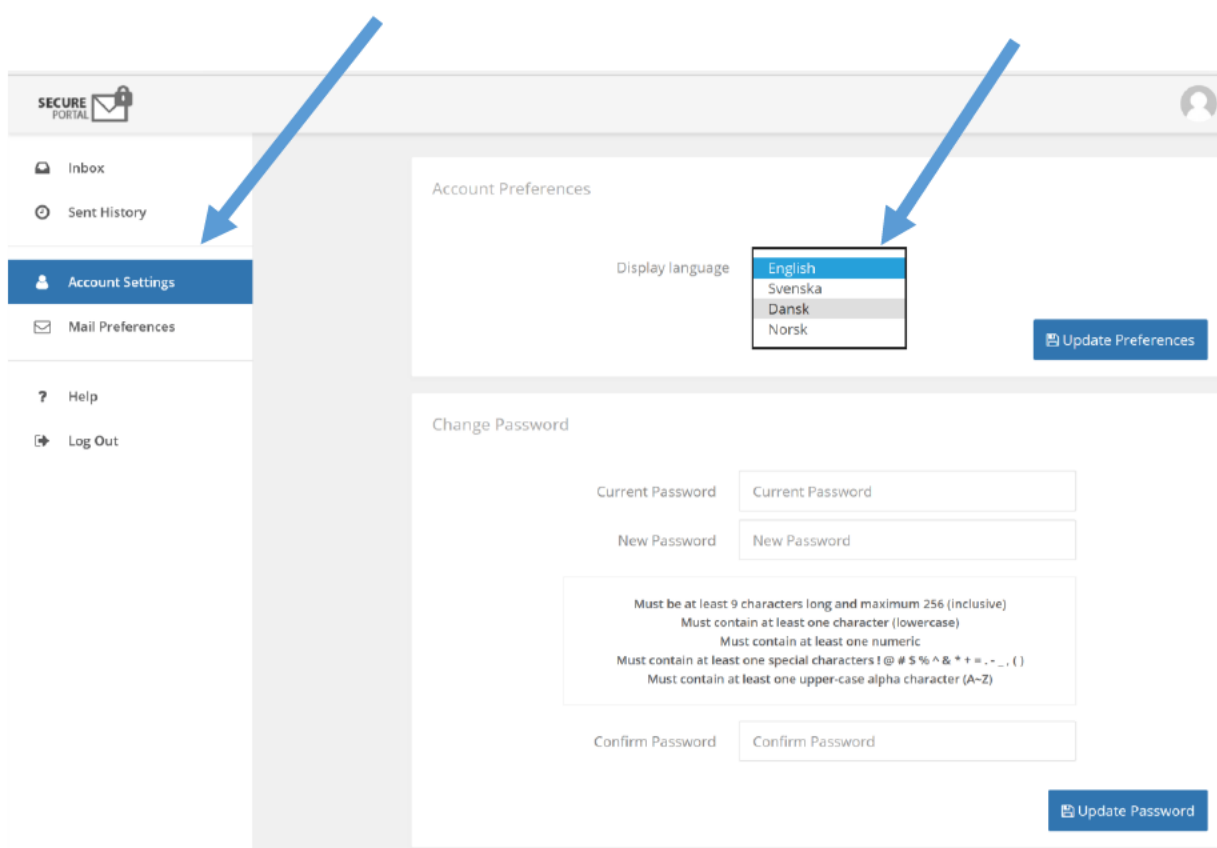 SECURE
PORTAL
Inbox
Sent History
Account Settings
Mail Preferences
? Help
Log Out
Account Preferences
Display language
English
Svenska
Dansk
Norsk
Update Preferences
Change Password
Current Password Current Password
New Password New Password
Must be at least 9 characters long and maximum 256 (inclusive)
Must contain at least one character (lowercase)
Must contain at least one numeric
Must contain at least one special characters ! @ # $ % ^ & * + = . - _ , ( )
Must contain at least one upper-case alpha character (A~Z)
Confirm Password Confirm Password
Update Password